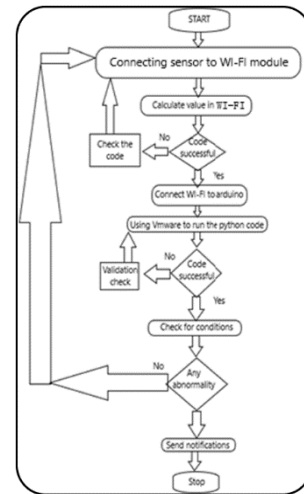 START
Connecting sensor to WI-FI module
Calculate value in WI-FI
No
Code
successful
Check the
code
Yes
Connect WI-Fi to arduino
Using Vmware to run the python code
No
Code
successful
Validation
check
Yes
Check for conditions
No
Any
abnormality
Send notifications
Stop